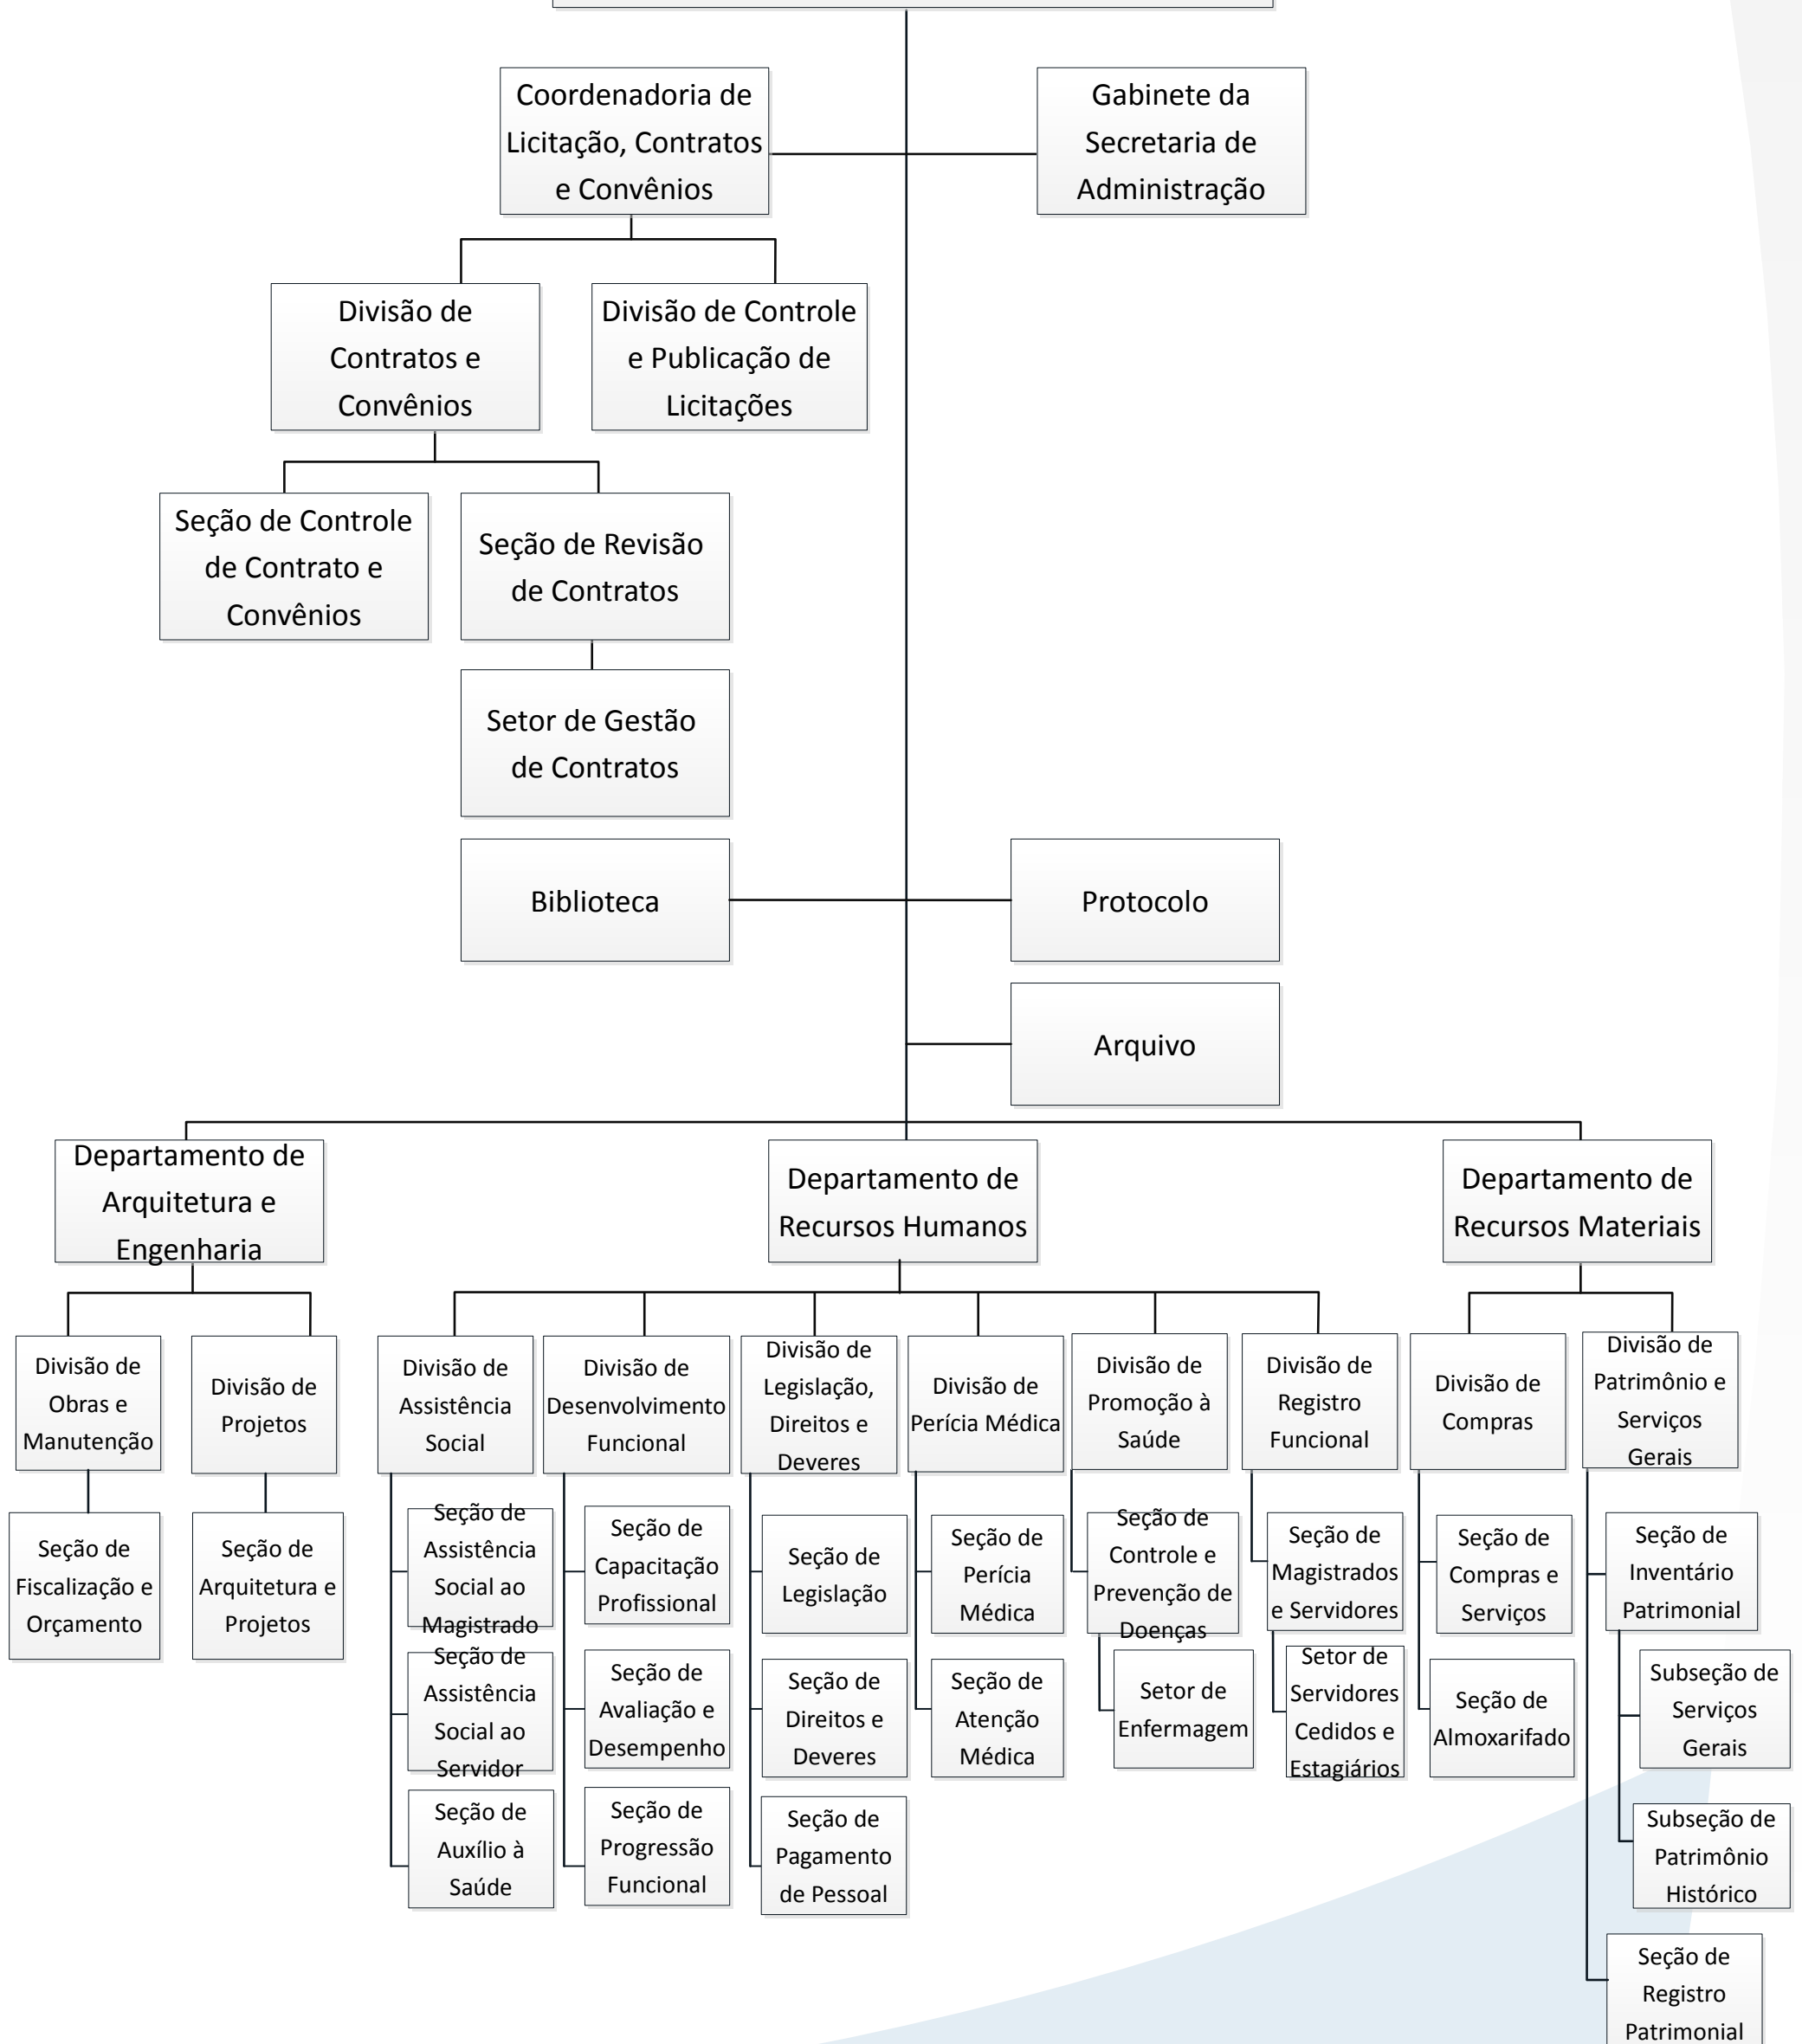 Coordenadoria de
Licitação, Contratos
e Convênios
Gabinete da
Secretaria de
Administração
Divisão de
Contratos e
Convênios
Divisão de Controle
e Publicação de
Licitações
Seção de Controle
de Contrato e
Convênios
Seção de Revisão
de Contratos
Setor de Gestão
de Contratos
Biblioteca
Protocolo
Arquivo
Departamento de
Arquitetura e
Engenharia
Departamento de
Recursos Humanos
Departamento de
Recursos Materiais
Divisão de
Obras e
Manutenção
Divisão de
Projetos
Divisão de
Assistência
Social
Divisão de
Desenvolvimento
Funcional
Divisão de
Legislação,
Direitos e
Deveres
Divisão de
Perícia Médica
Divisão de
Promoção à
Saúde
Divisão de
Registro
Funcional
Divisão de
Compras
Divisão de
Patrimônio e
Serviços
Gerais
Seção de
Fiscalização e
Orçamento
Seção de
Arquitetura e
Projetos
Seção de
Assistência
Social ao
Magistrado
Seção de
Capacitação
Profissional
Seção de
Legislação
Seção de
Perícia
Médica
Seção de
Controle e
Prevenção de
Doenças
Seção de
Magistrados
e Servidores
Seção de
Compras e
Serviços
Seção de
Inventário
Patrimonial
Seção de
Assistência
Social ao
Servidor
Seção de
Avaliação e
Desempenho
Seção de
Direitos e
Deveres
Seção de
Atenção
Médica
Setor de
Enfermagem
Setor de
Servidores
Cedidos e
Estagiários
Seção de
Almoxarifado
Subseção de
Serviços
Gerais
Seção de
Auxílio à
Saúde
Seção de
Progressão
Funcional
Seção de
Pagamento
de Pessoal
Subseção de
Patrimônio
Histórico
Seção de
Registro
Patrimonial